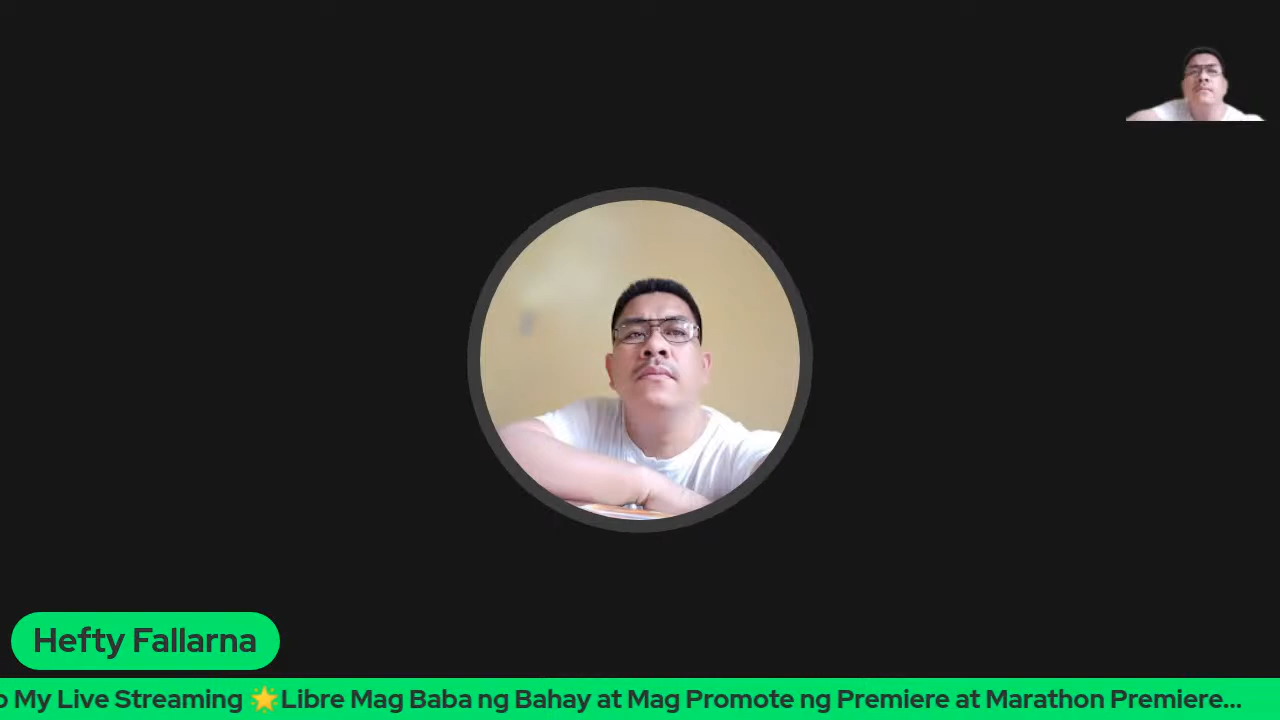 Hefty Fallarna
o My Live Streaming 🌟Libre Mag Baba ng Bahay at Mag Promote ng Premiere at Marathon Premiere...